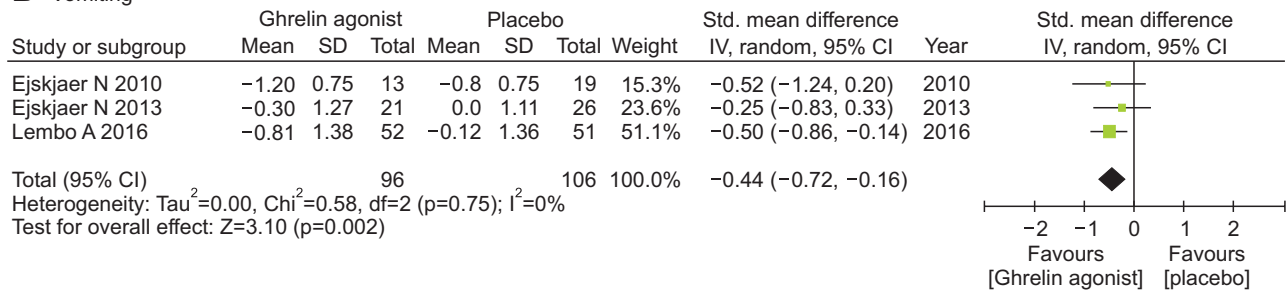 Vomiting
Ghrelin agonist Placebo Std. mean difference Std. mean difference
Study or subgroup Mean SD Total Mean SD Total Weight IV, random, 95% CI Year IV, random, 95% CI
Ejskjaer N 2010 −1.20 0.75 13 −0.8 0.75 19 15.3% −0.52 (−1.24, 0.20) 2010
Ejskjaer N 2013 −0.30 1.27 21 0.0 1.11 26 23.6% −0.25 (−0.83, 0.33) 2013
Lembo A 2016 −0.81 1.38 52 −0.12 1.36 51 51.1% −0.50 (−0.86, −0.14) 2016
Total (95% CI) 96 106 100.0% −0.44 (−0.72, −0.16)
Heterogeneity: Tau²=0.00, Chi²=0.58, df=2 (p=0.75); I²=0%
Test for overall effect: Z=3.10 (p=0.002)
−2 −1 0 1 2
Favours Favours
[Ghrelin agonist] [placebo]